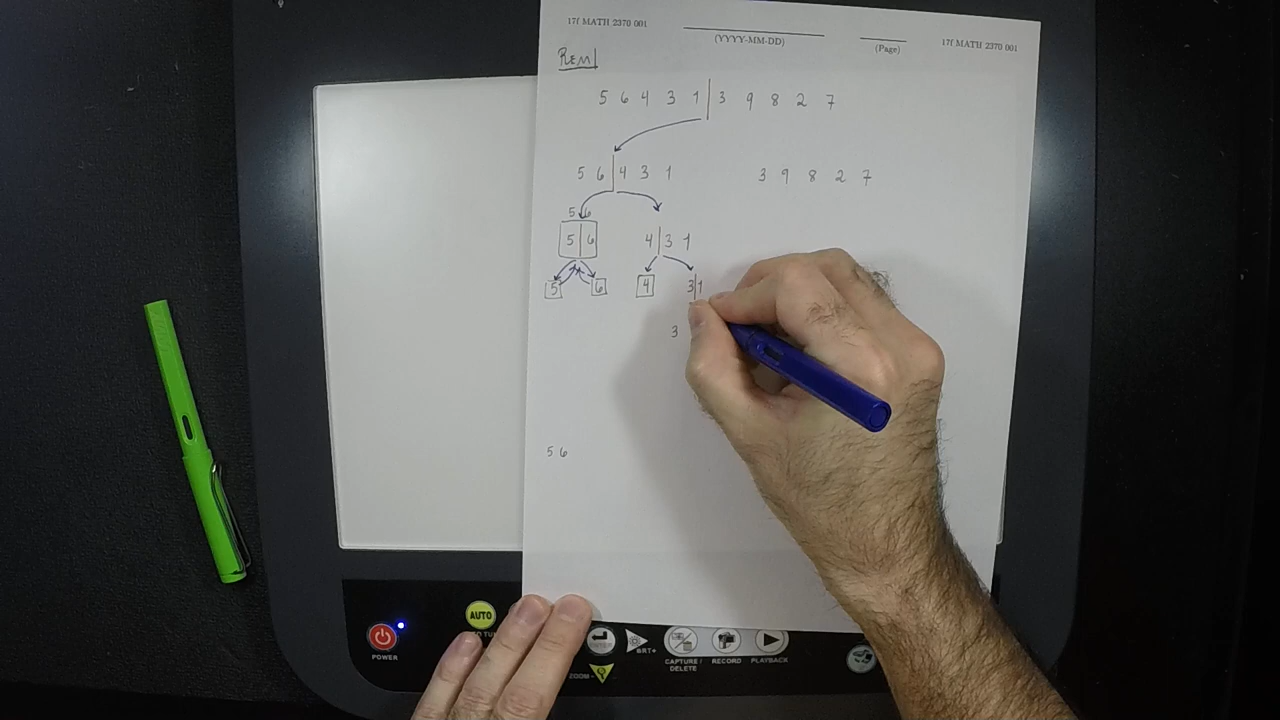 17f MATH 2370 001
(YYYY-MM-DD)
(Page)
17f MATH 2370 001
REM
5 6 4 3 1 | 3 9 8 2 7
5 6 | 4 3 1
3 9 8 2 7
5 6
5 | 6
4 | 3 1
5
6
4
3 | 1
3
5 6
POWER
AUTO
BRT+
ZOOM -
CAPTURE / DELETE
RECORD
PLAYBACK